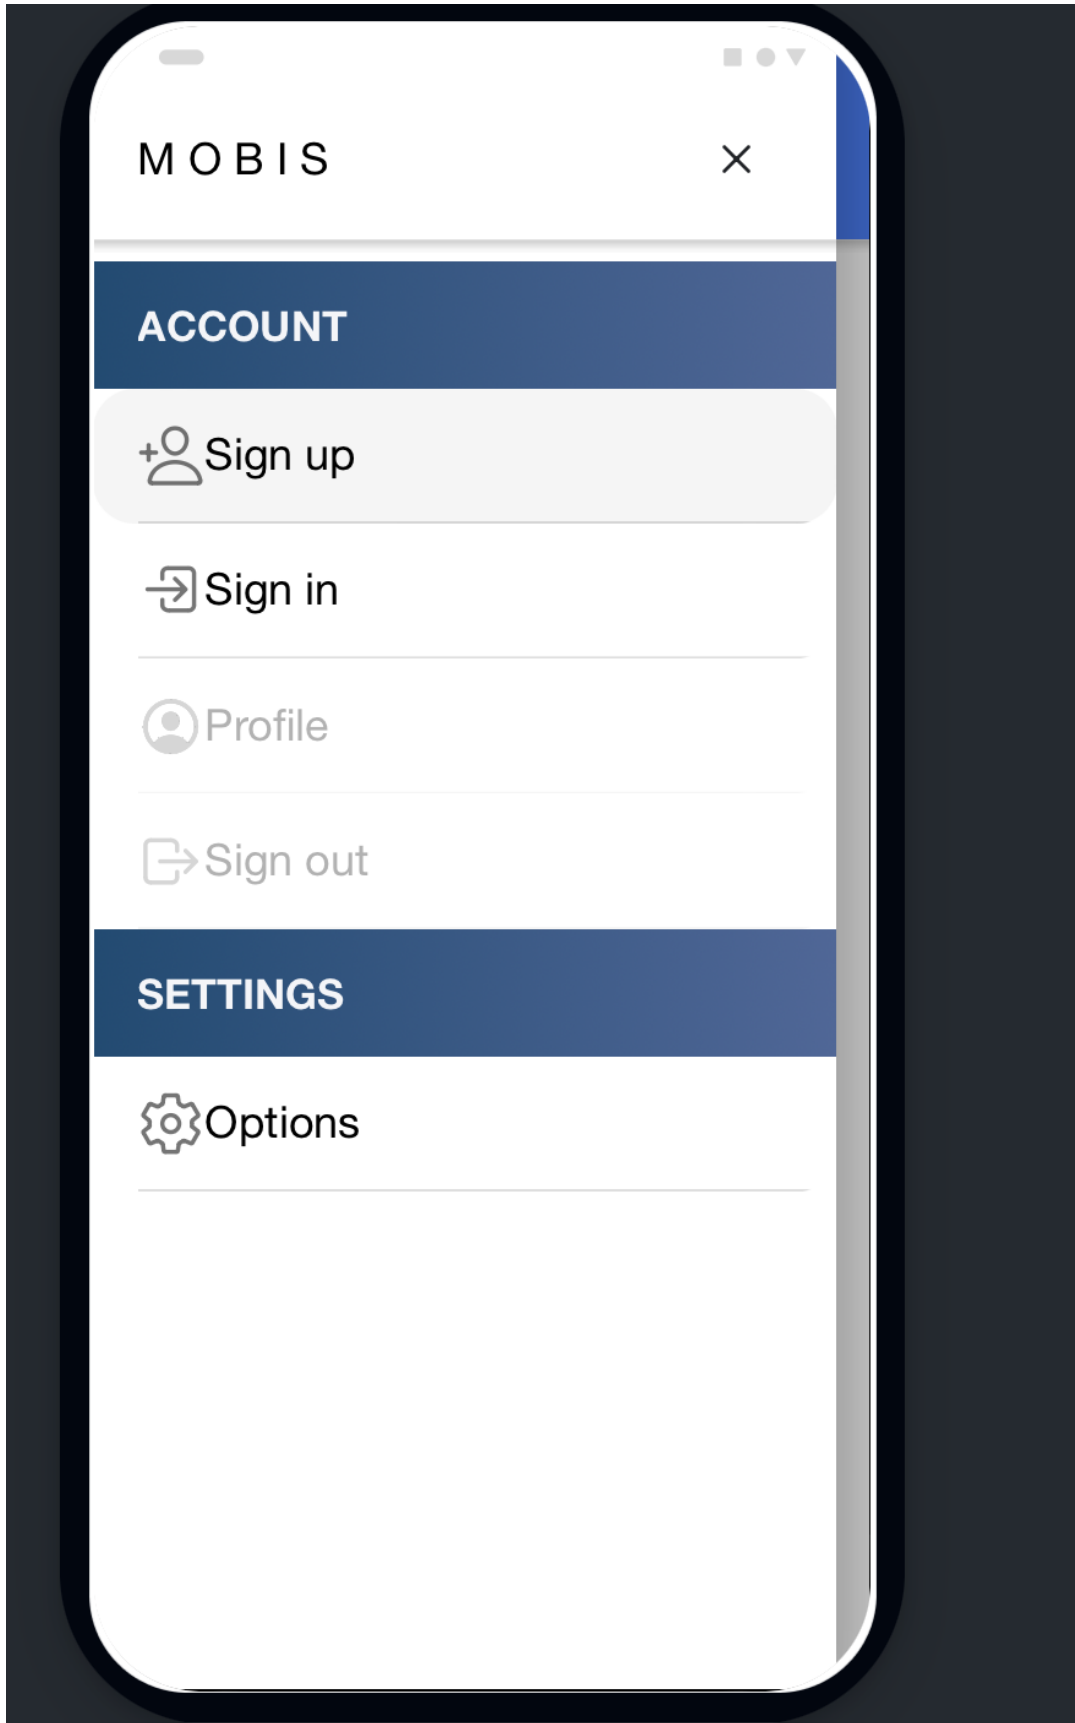 MOBIS
ACCOUNT
Sign up
Sign in
Profile
Sign out
SETTINGS
Options